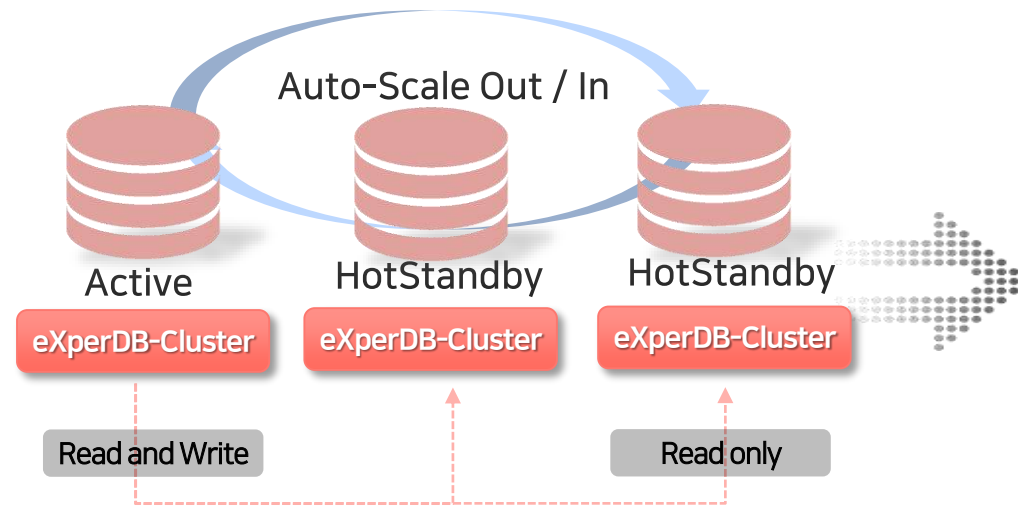 Auto-Scale Out / In
Active
HotStandby
HotStandby
eXperDB-Cluster
eXperDB-Cluster
eXperDB-Cluster
Read and Write
Read only